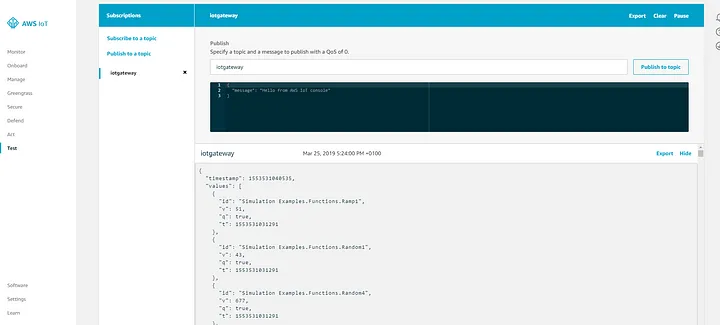 AWS IoT
Monitor
Onboard
Manage
Greengrass
Secure
Defend
Act
Test
Software
Settings
Learn
Subscriptions
Subscribe to a topic
Publish to a topic
iotgateway ×
iotgateway Export Clear Pause
Publish
Specify a topic and a message to publish with a QoS of 0.
iotgateway Publish to topic
1 {
2 "message": "Hello from AWS IoT console"
3 }
iotgateway Mar 25, 2019 5:24:00 PM +0100 Export Hide
{
"timestamp": 1553531040535,
"values": [
{
"id": "Simulation Examples.Functions.Ramp1",
"v": 51,
"q": true,
"t": 1553531031291
},
{
"id": "Simulation Examples.Functions.Random1",
"v": 43,
"q": true,
"t": 1553531031291
},
{
"id": "Simulation Examples.Functions.Random4",
"v": 677,
"q": true,
"t": 1553531031291
},